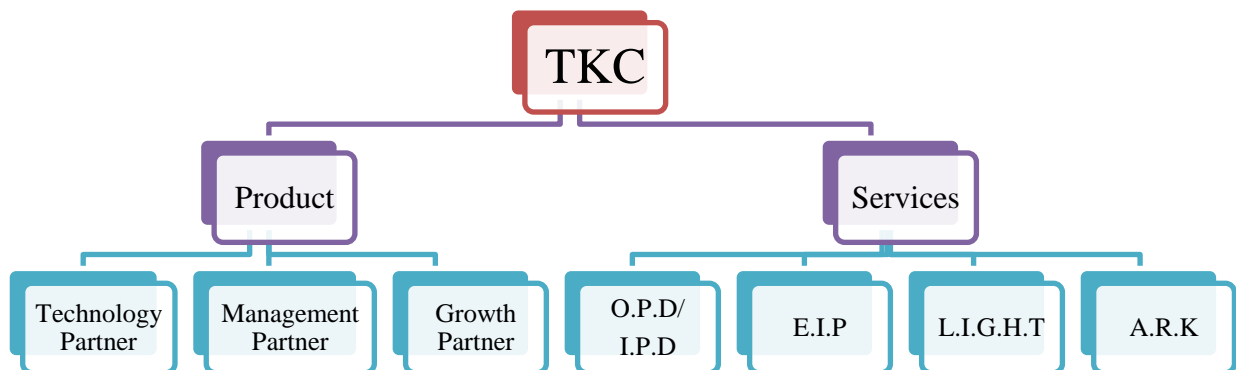 TKC
Product
Services
Technology
Partner
Management
Partner
Growth
Partner
O.P.D/
I.P.D
E.I.P
L.I.G.H.T
A.R.K